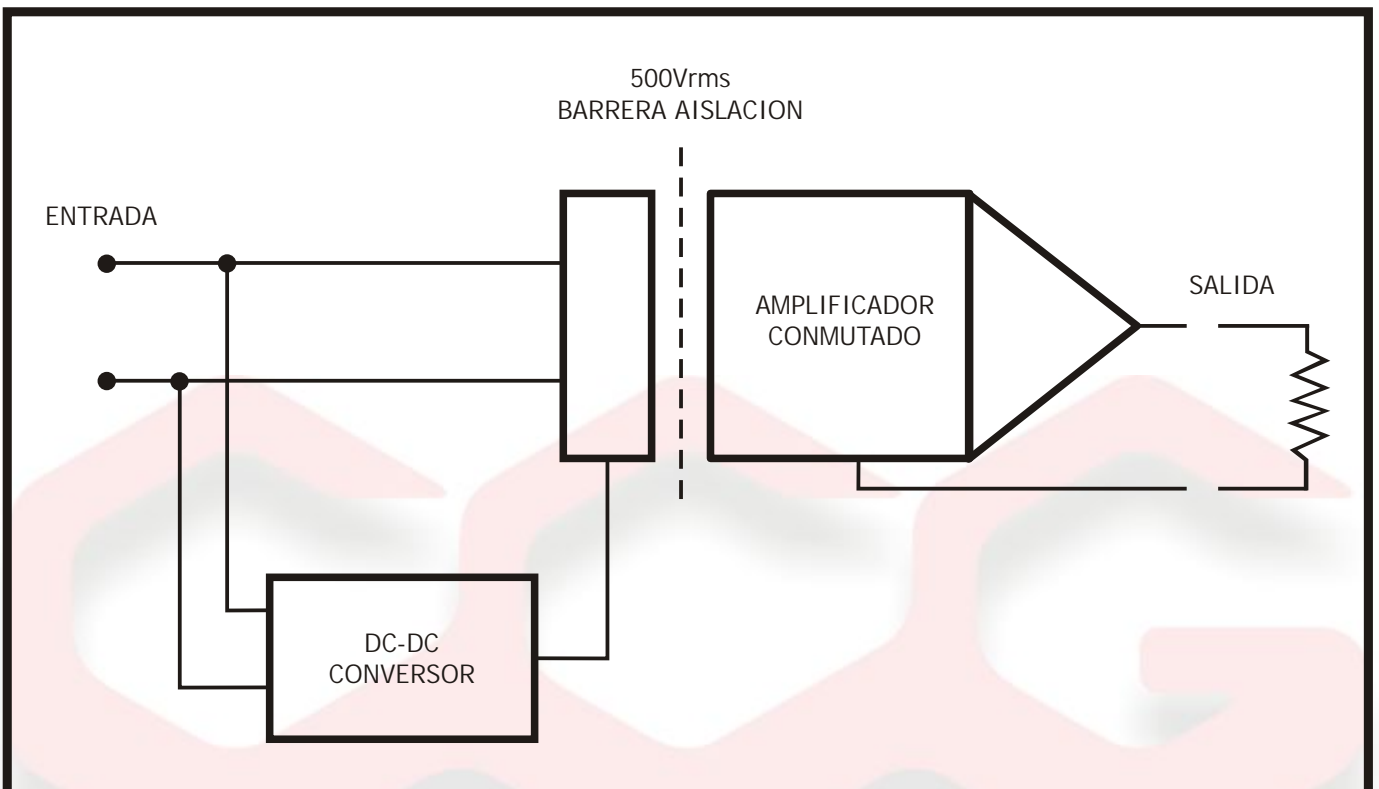 500Vrms
BARRERA AISLACION
ENTRADA
AMPLIFICADOR
CONMUTADO
SALIDA
DC-DC
CONVERSOR